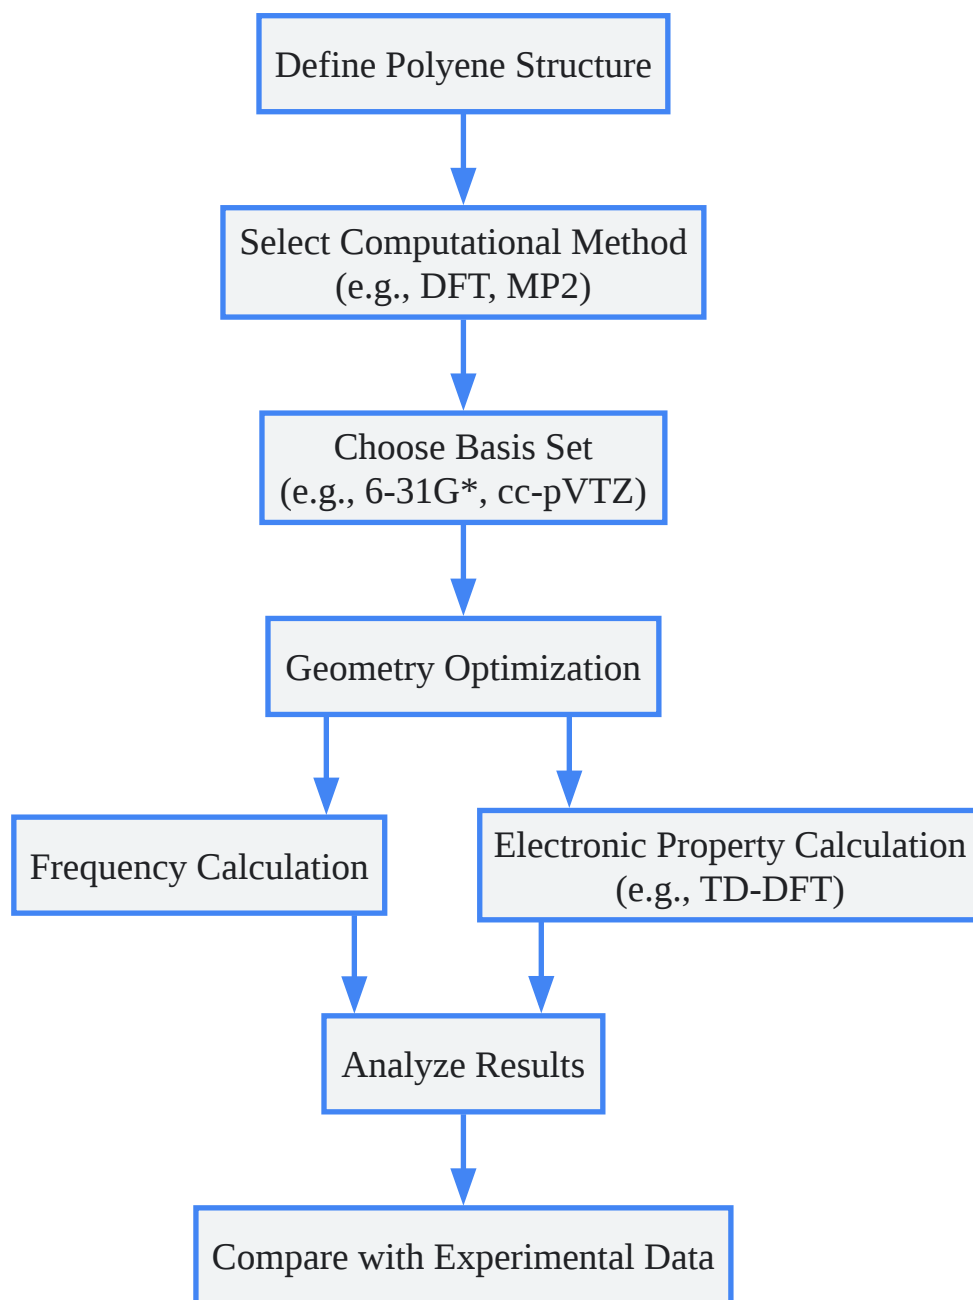 Define Polyene Structure
Select Computational Method
(e.g., DFT, MP2)
Choose Basis Set
(e.g., 6-31G*, cc-pVTZ)
Geometry Optimization
Frequency Calculation
Electronic Property Calculation
(e.g., TD-DFT)
Analyze Results
Compare with Experimental Data